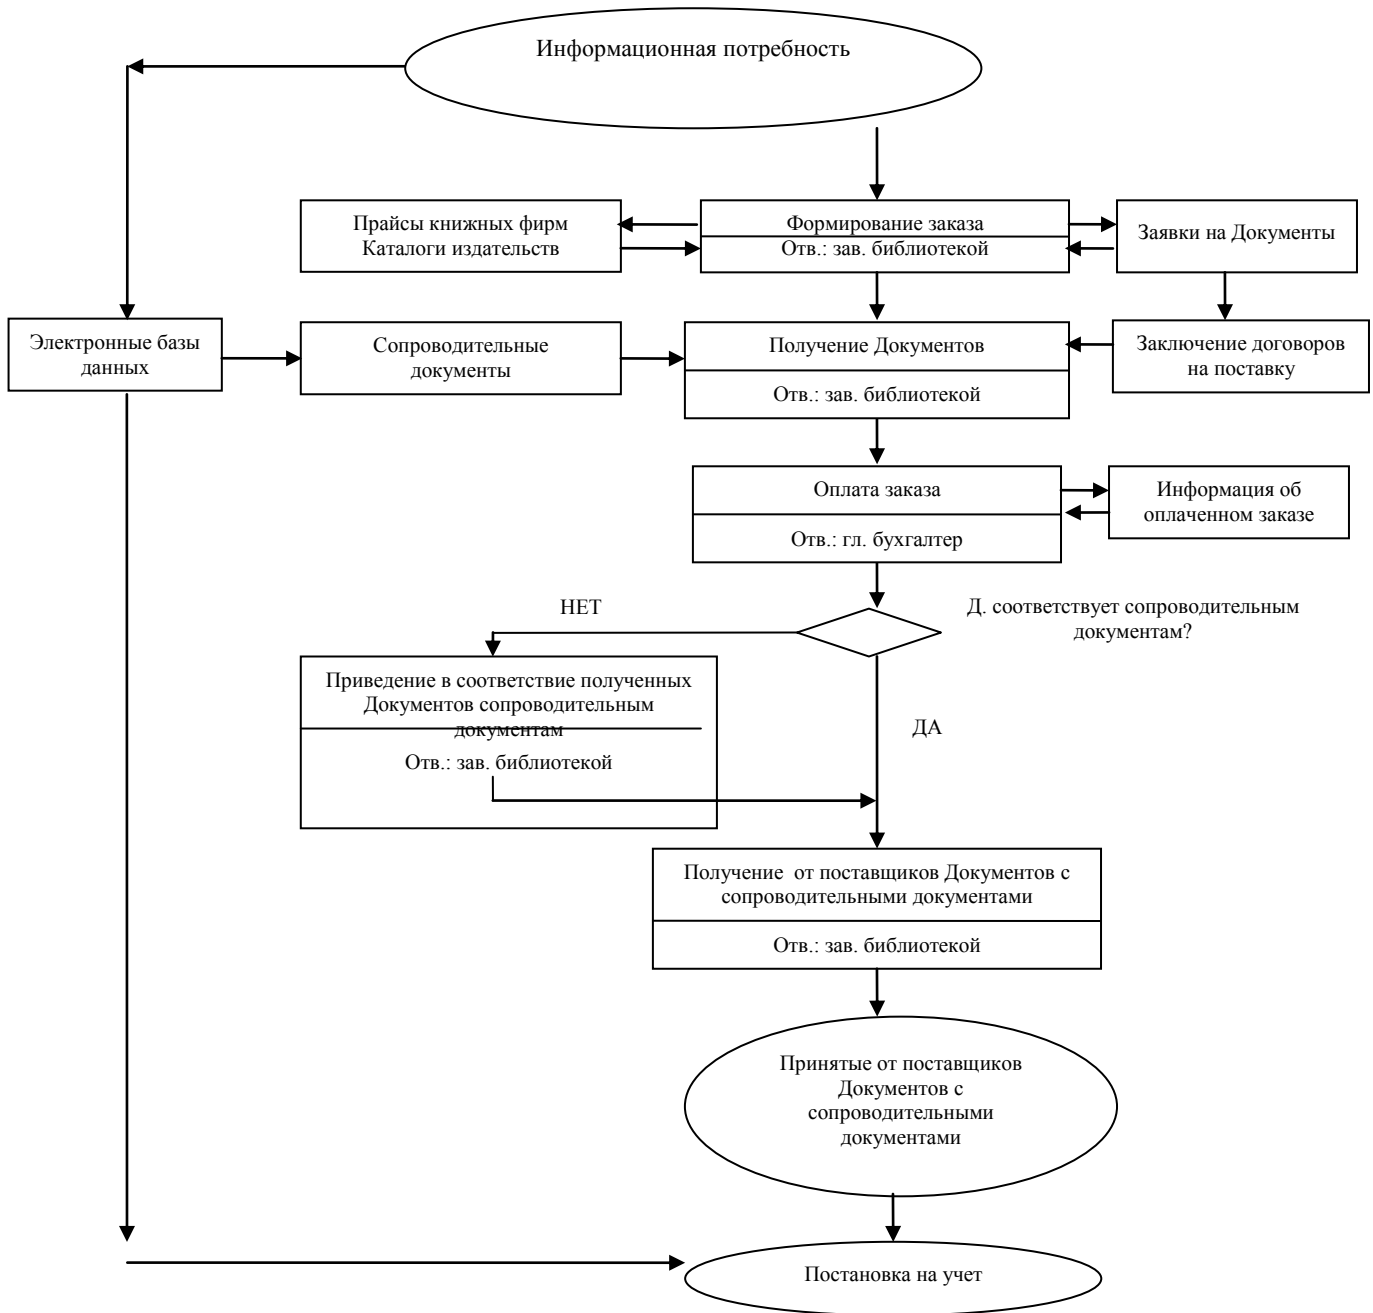 Информационная потребность
Прайсы книжных фирм
Каталоги издательств
Формирование заказа
Отв.: зав. библиотекой
Заявки на Документы
Электронные базы
данных
Сопроводительные
документы
Получение Документов
Отв.: зав. библиотекой
Заключение договоров
на поставку
Оплата заказа
Отв.: гл. бухгалтер
Информация об
оплаченном заказе
НЕТ
Д. соответствует сопроводительным
документам?
Приведение в соответствие полученных
Документов сопроводительным
документам
Отв.: зав. библиотекой
ДА
Получение от поставщиков Документов с
сопроводительными документами
Отв.: зав. библиотекой
Принятые от поставщиков
Документов с
сопроводительными
документами
Постановка на учет